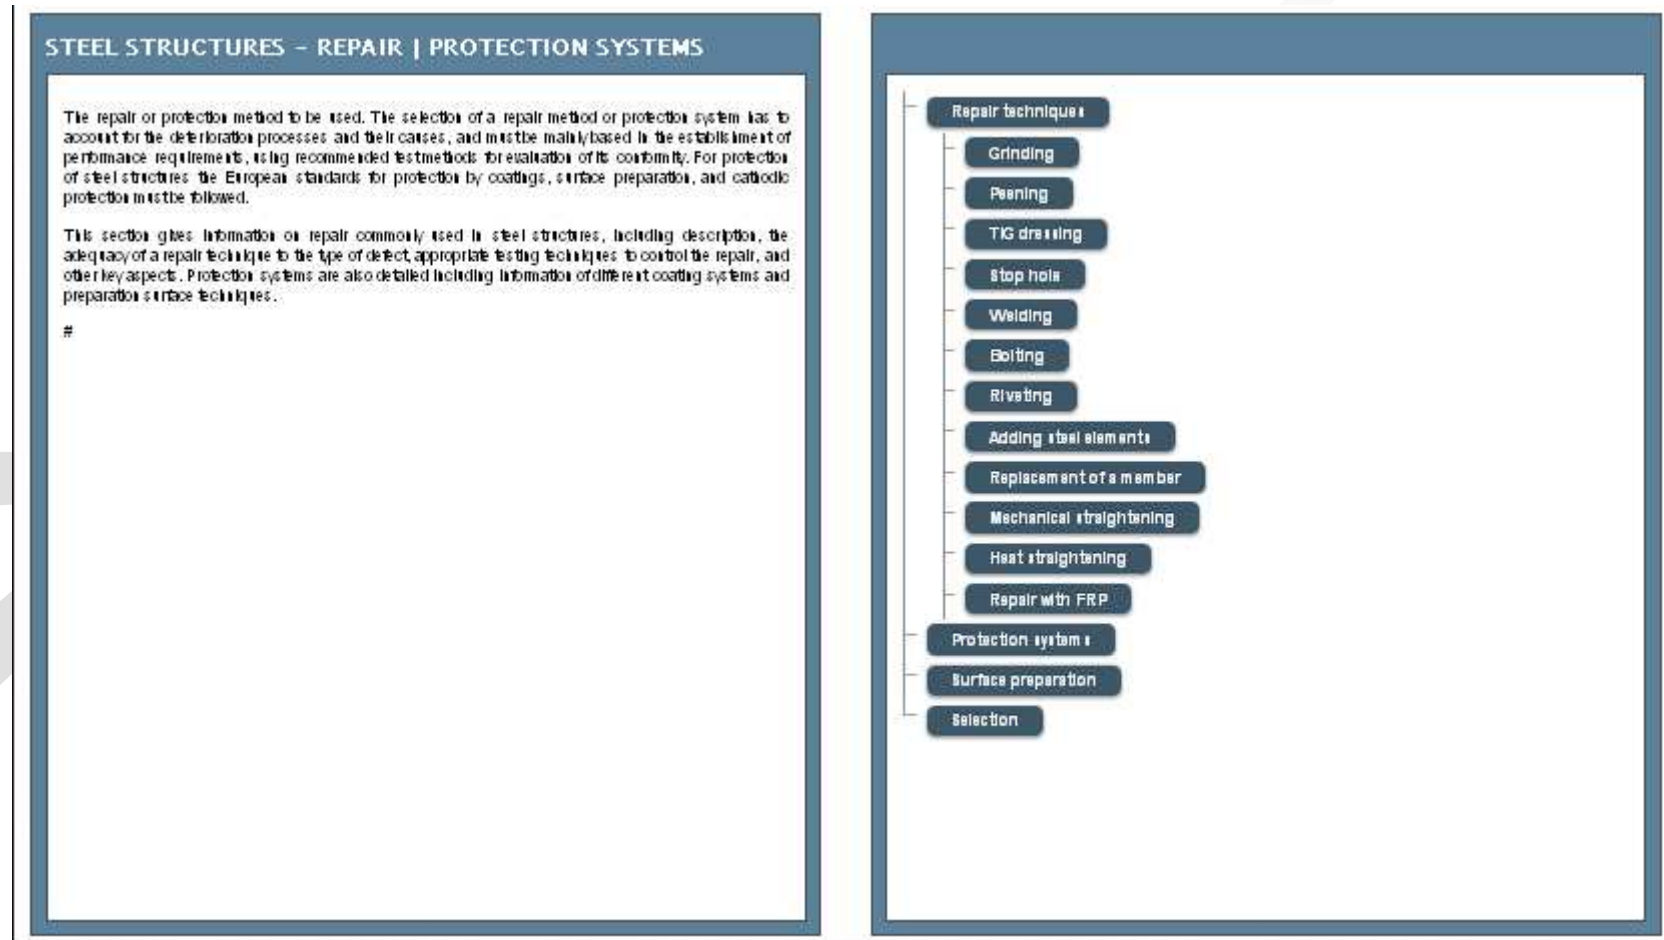 STEEL STRUCTURES – REPAIR | PROTECTION SYSTEMS
The repair or protection method to be used. The selection of a repair method or protection system has to
account for the deterioration processes and their causes, and must be mainly based in the establishment of
performance requirements, using recommended test methods for evaluation of its conformity. For protection
of steel structures the European standards for protection by coatings, surface preparation, and cathodic
protection must be followed.
This section gives information on repair commonly used in steel structures, including description, the
adequacy of a repair technique to the type of defect, appropriate testing techniques to control the repair, and
other key aspects. Protection systems are also detailed including information of different coating systems and
preparation surface techniques.
#
Repair techniques
Grinding
Peening
TIG dressing
Stop hole
Welding
Bolting
Riveting
Adding steel elements
Replacement of a member
Mechanical straightening
Heat straightening
Repair with FRP
Protection systems
Surface preparation
Selection